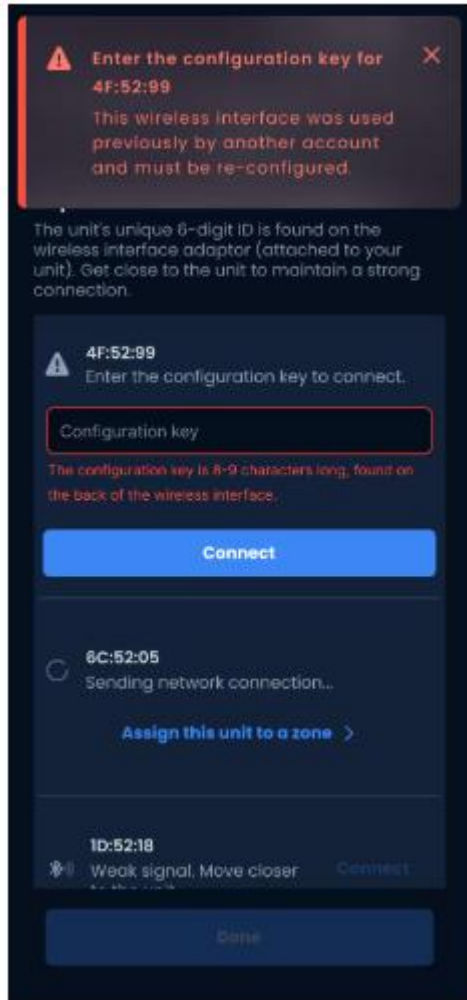 Enter the configuration key for
4F:52:99
This wireless interface was used
previously by another account
and must be re-configured.
The unit's unique 6-digit ID is found on the
wireless interface adaptor (attached to your
unit). Get close to the unit to maintain a strong
connection.
4F:52:99
Enter the configuration key to connect.
Configuration key
The configuration key is 8-9 characters long, found on
the back of the wireless interface.
Connect
6C:52:05
Sending network connection...
Assign this unit to a zone >
1D:52:18
Weak signal. Move closer
Connect
to the unit
Done